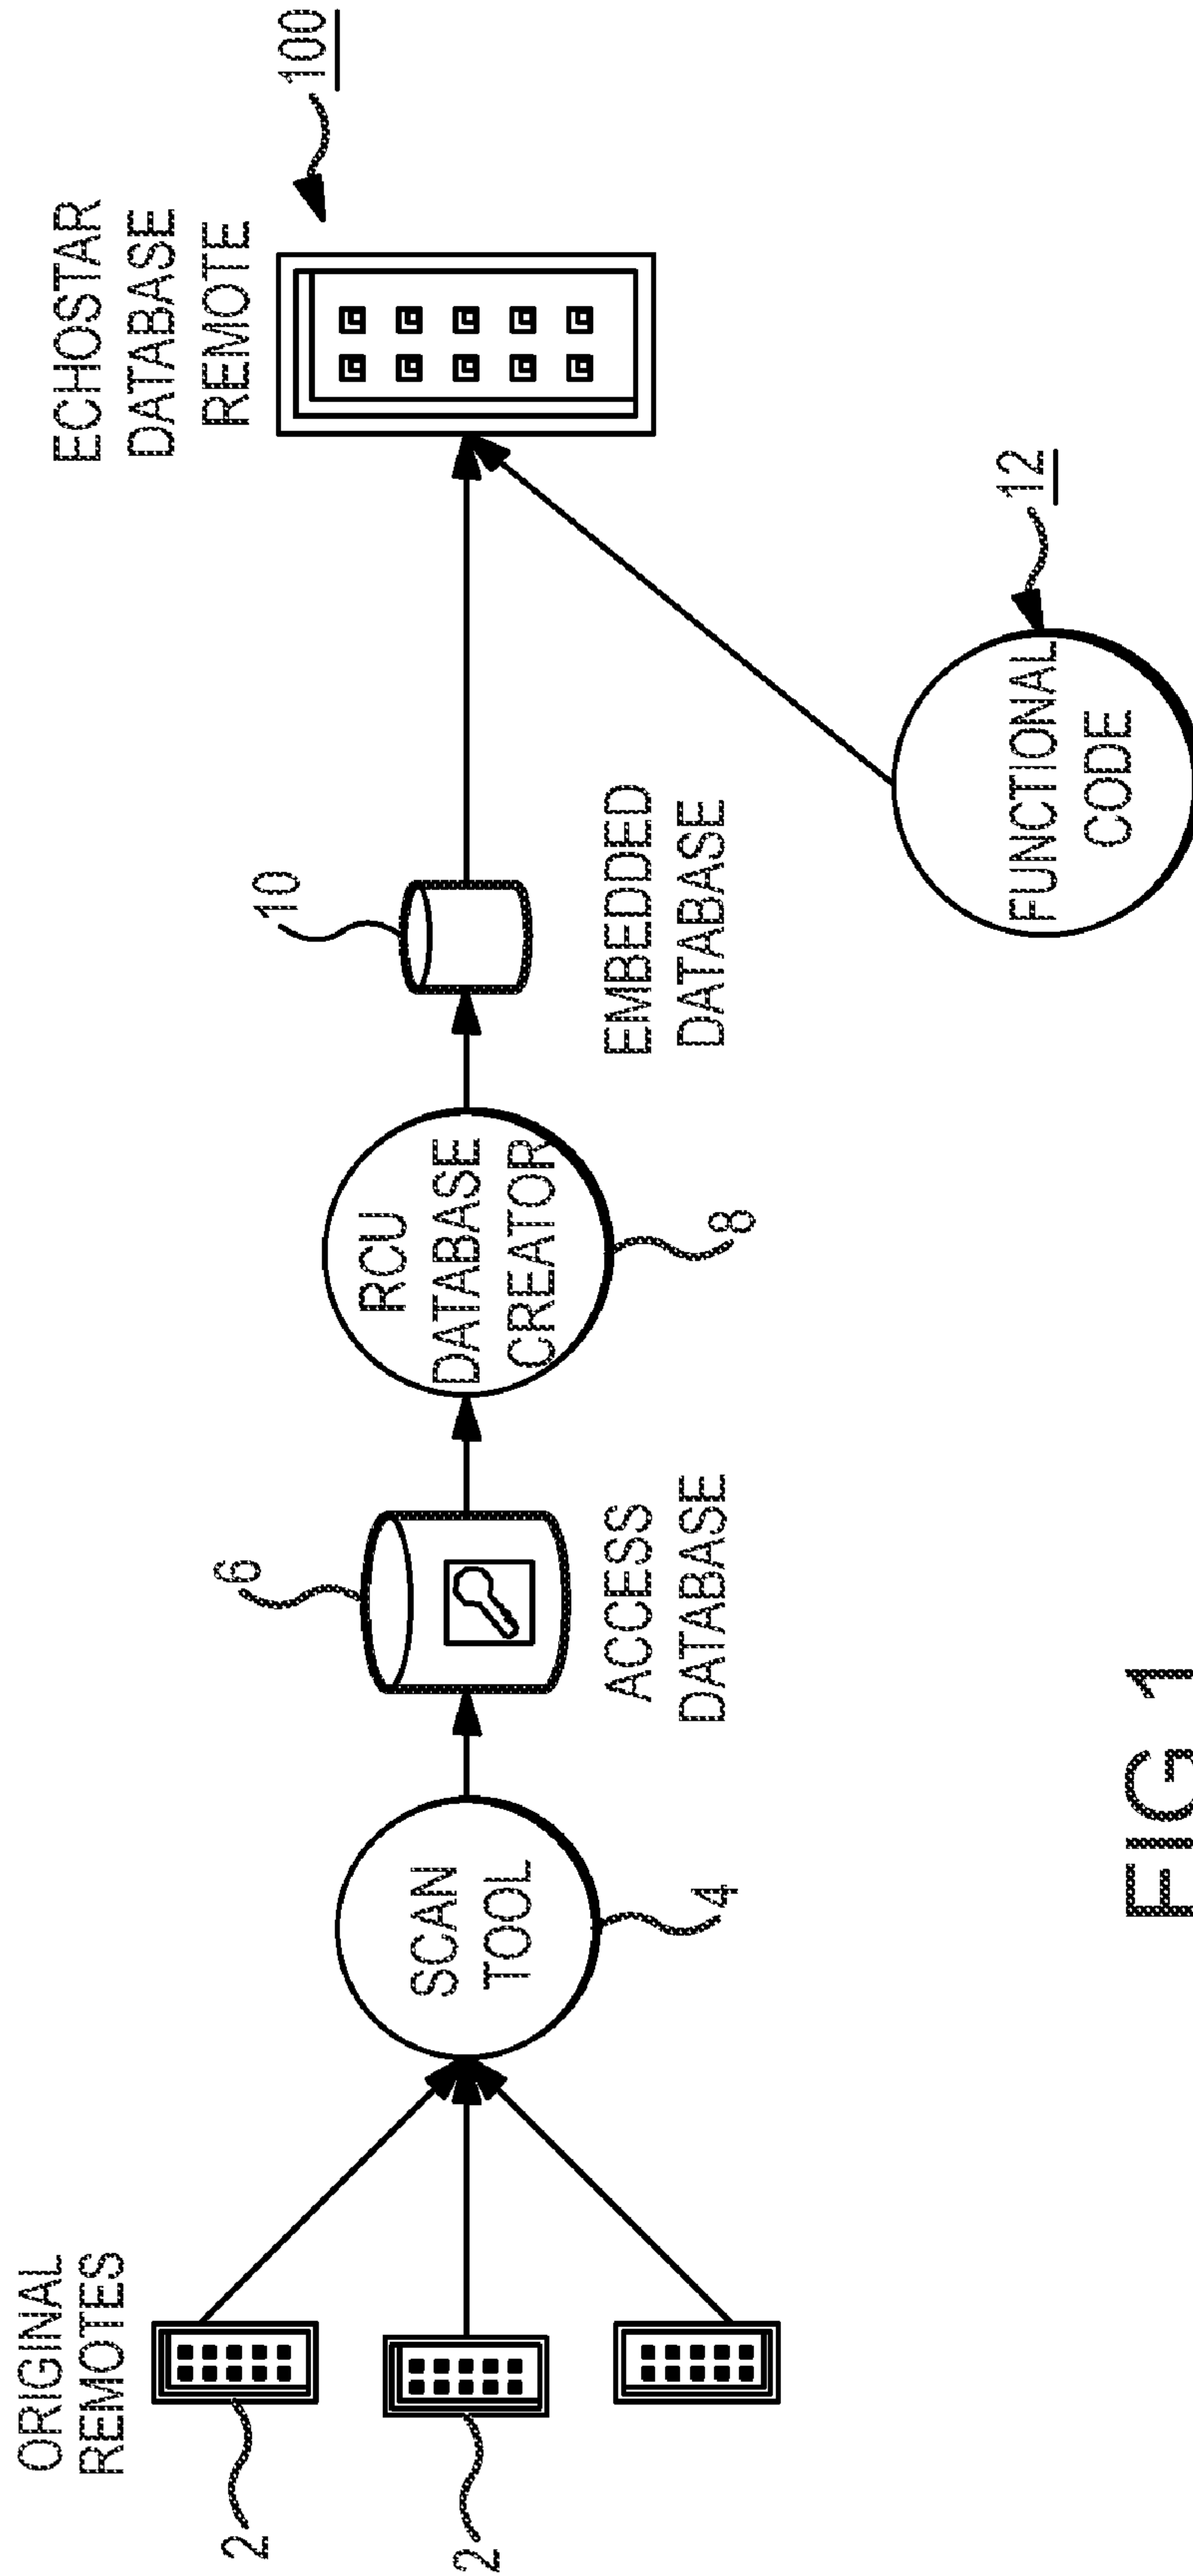 ORIGINAL
REMOTES
2
2
SCAN
TOOL
4
6
ACCESS
DATABASE
RCU
DATABASE
CREATOR
8
10
EMBEDDED
DATABASE
ECHOSTAR
DATABASE
REMOTE
100
FUNCTIONAL
CODE
12
FIG 1